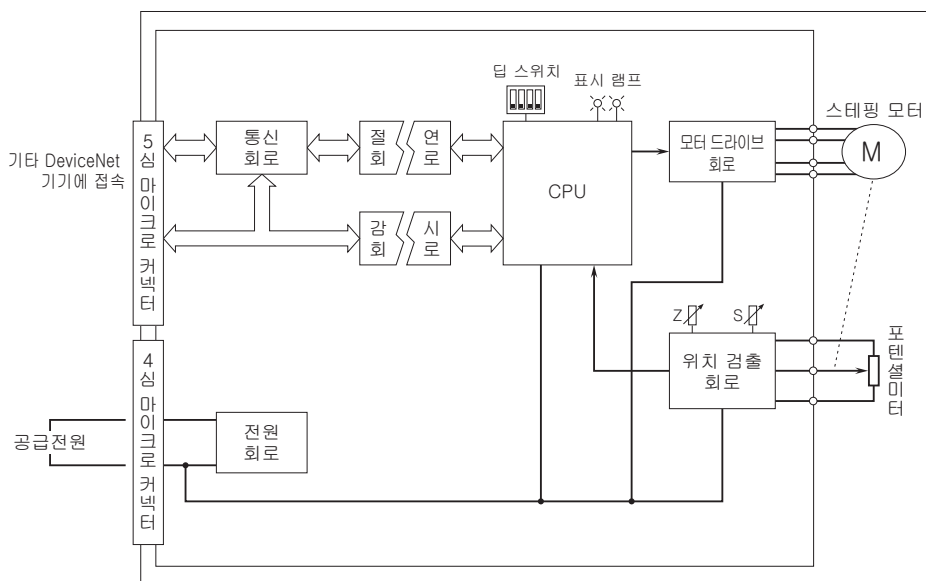 딥 스위치
표시 램프
스테핑 모터
기타 DeviceNet
기기에 접속
5심 마이크로 커넥터
통신
회로
절 연
회 로
CPU
모터 드라이브
회로
M
감 시
회 로
Z
S
위치 검출
회로
포텐셜미터
4심 마이크로 커넥터
공급전원
전원
회로